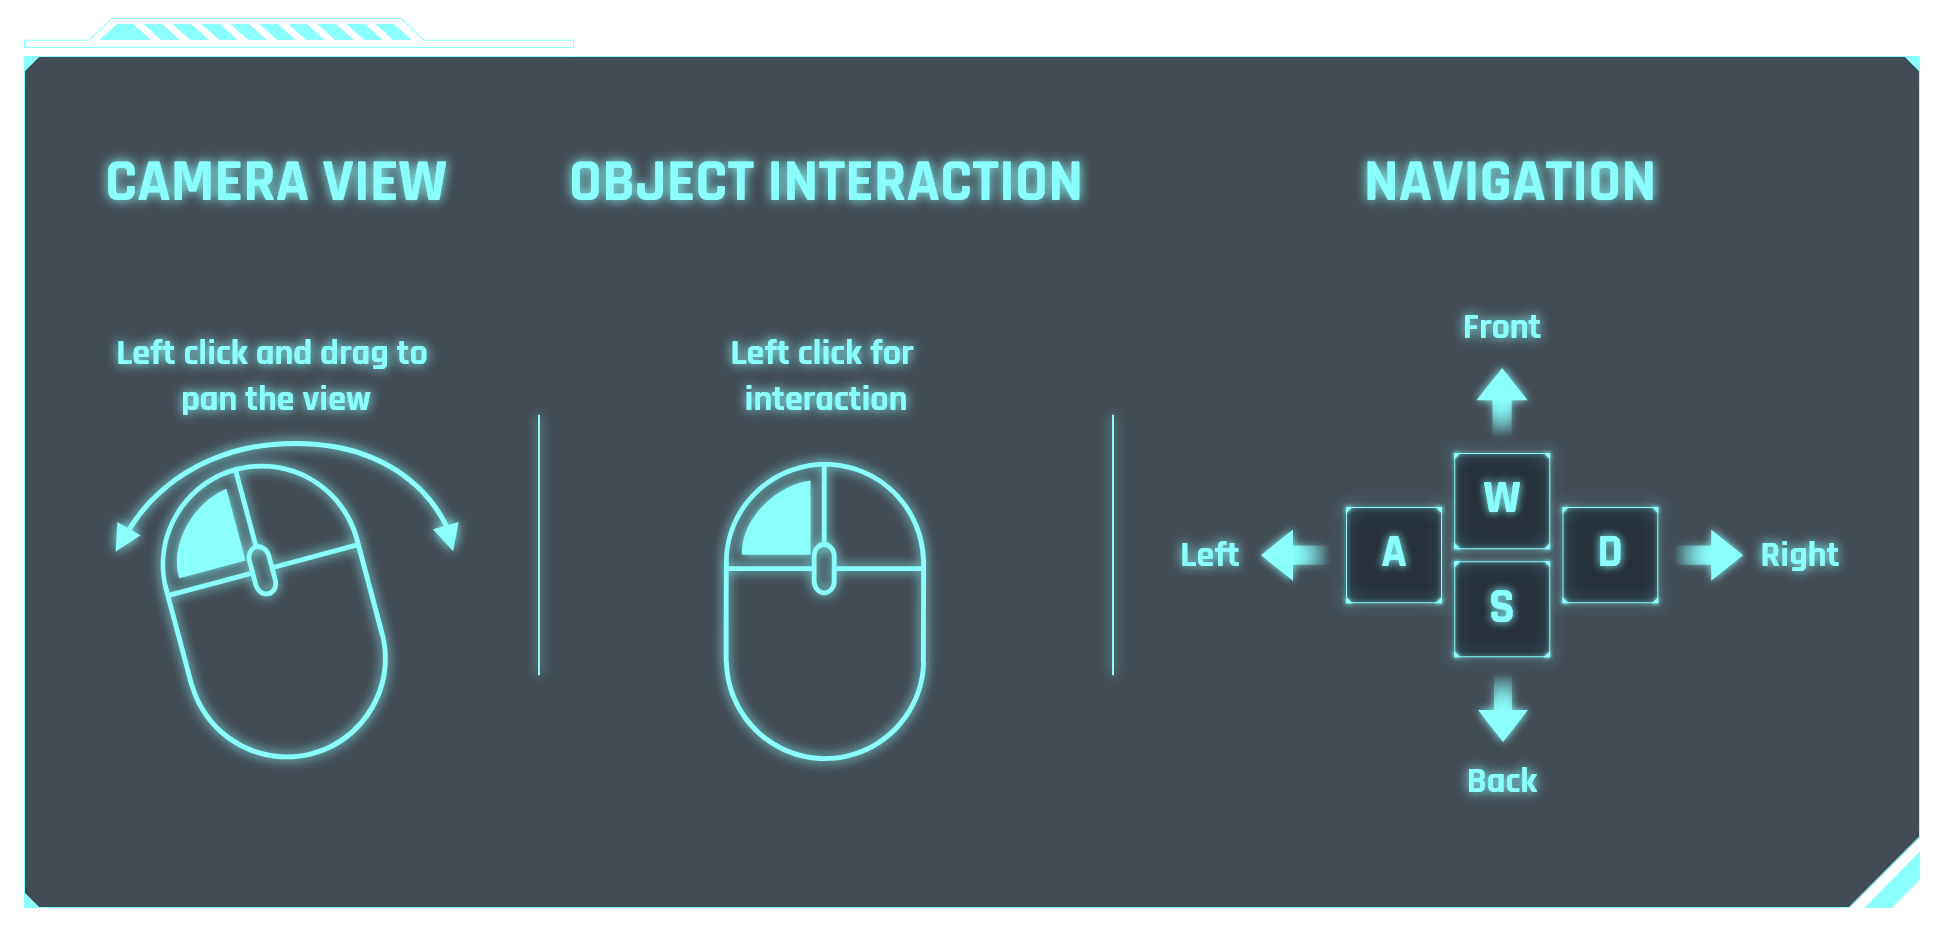 CAMERA VIEW
Left click and drag to
pan the view
OBJECT INTERACTION
Left click for
interaction
NAVIGATION
Front
W
Left
A
D
Right
S
Back